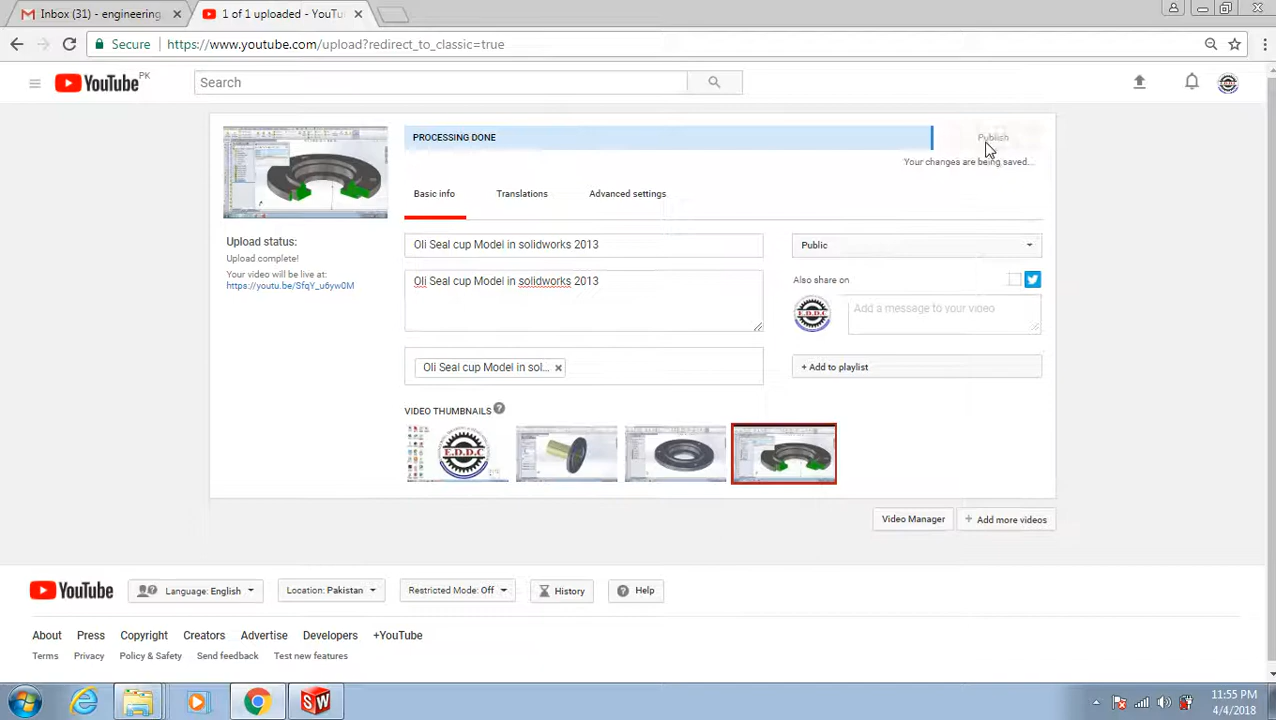 Inbox (31) - engineering
1 of 1 uploaded - YouTu
Secure
https://www.youtube.com/upload?redirect_to_classic=true
YouTube PK
Search
PROCESSING DONE
Publish
Your changes are being saved...
Basic info
Translations
Advanced settings
Upload status:
Upload complete!
Your video will be live at:
https://youtu.be/SfqY_u6yw0M
Oli Seal cup Model in solidworks 2013
Public
Oli Seal cup Model in solidworks 2013
Also share on
E.D.D.C
Add a message to your video
Oli Seal cup Model in sol...
+ Add to playlist
VIDEO THUMBNAILS
E.D.D.C
Video Manager
+ Add more videos
YouTube
Language: English
Location: Pakistan
Restricted Mode: Off
History
Help
About
Press
Copyright
Creators
Advertise
Developers
+YouTube
Terms
Privacy
Policy & Safety
Send feedback
Test new features
SW
11:55 PM
4/4/2018